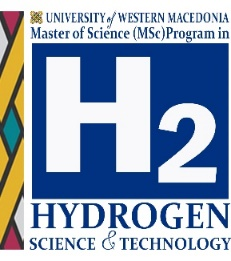 UNIVERSITY of WESTERN MACEDONIA
Master of Science (MSc)Program in
H2
HYDROGEN
SCIENCE & TECHNOLOGY